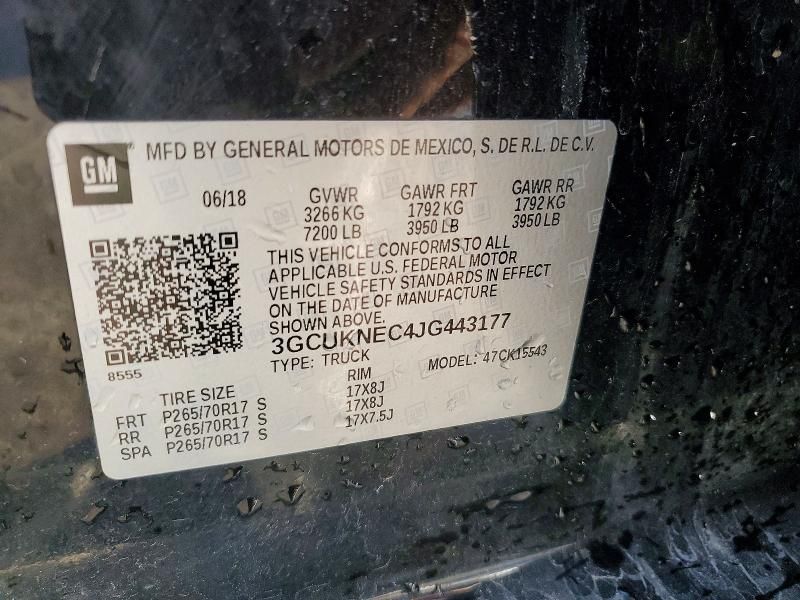 GM MFD BY GENERAL MOTORS DE MEXICO, S. DE R.L. DE C.V.
06/18 GVWR GAWR FRT GAWR RR
3266 KG 1792 KG 1792 KG
7200 LB 3950 LB 3950 LB
THIS VEHICLE CONFORMS TO ALL
APPLICABLE U.S. FEDERAL MOTOR
VEHICLE SAFETY STANDARDS IN EFFECT
ON THE DATE OF MANUFACTURE
SHOWN ABOVE.
3GCUKNEC4JG443177
TYPE: TRUCK MODEL: 47CK15543
8555
TIRE SIZE RIM
FRT P265/70R17 S 17X8J
RR P265/70R17 S 17X8J
SPA P265/70R17 S 17X7.5J